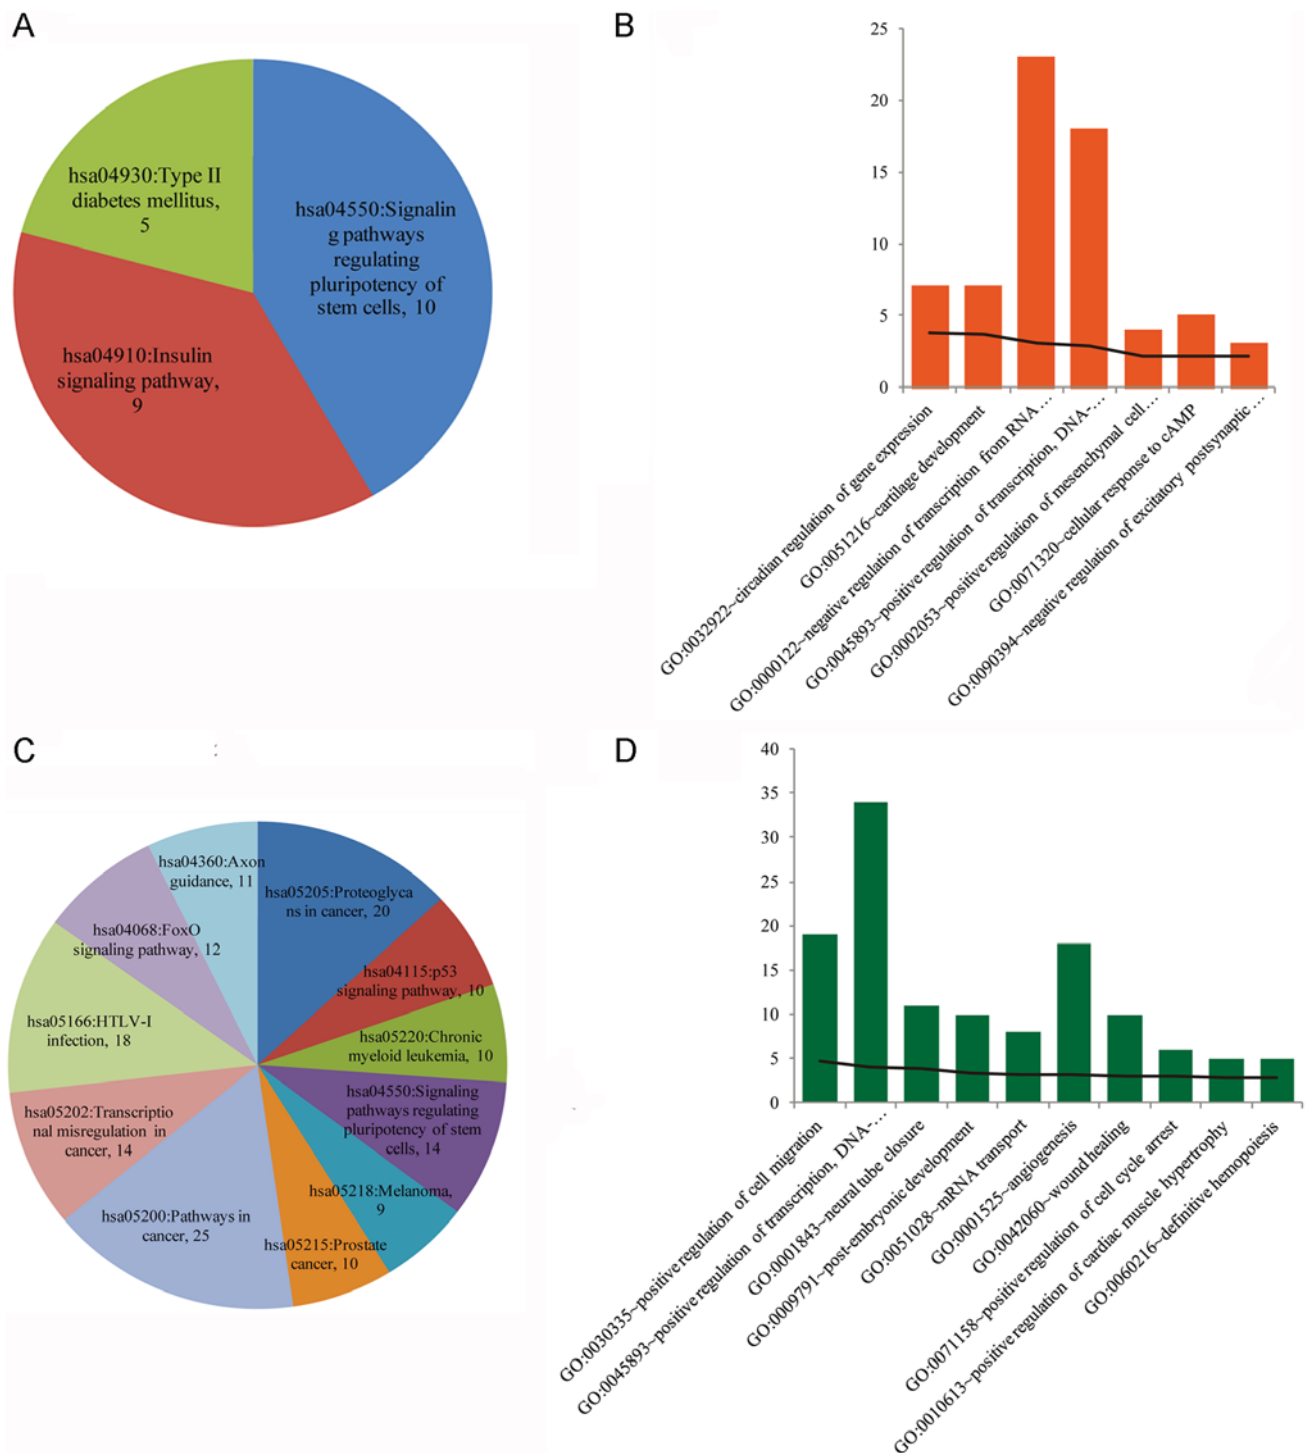 A
hsa04930:Type II
diabetes mellitus,
5
hsa04550:Signalin
g pathways
regulating
pluripotency of
stem cells, 10
hsa04910:Insulin
signaling pathway,
9
B
25
20
15
10
5
0
GO:0032922~circadian regulation of gene expression
GO:0051216~cartilage development
GO:0000122~negative regulation of transcription from RNA …
GO:0045893~positive regulation of transcription, DNA-…
GO:0002053~positive regulation of mesenchymal cell…
GO:0071320~cellular response to cAMP
GO:0090394~negative regulation of excitatory postsynaptic …
C
:
hsa04360:Axon
guidance, 11
hsa05205:Proteoglyca
ns in cancer, 20
hsa04068:FoxO
signaling pathway, 12
hsa04115:p53
signaling pathway, 10
hsa05166:HTLV-I
infection, 18
hsa05220:Chronic
myeloid leukemia, 10
hsa04550:Signaling
pathways regulating
pluripotency of stem
cells, 14
hsa05202:Transcriptio
nal misregulation in
cancer, 14
hsa05218:Melanoma,
9
hsa05200:Pathways in
cancer, 25
hsa05215:Prostate
cancer, 10
D
40
35
30
25
20
15
10
5
0
GO:0030335~positive regulation of cell migration
GO:0045893~positive regulation of transcription, DNA-…
GO:0001843~neural tube closure
GO:0009791~post-embryonic development
GO:0051028~mRNA transport
GO:0001525~angiogenesis
GO:0042060~wound healing
GO:0071158~positive regulation of cell cycle arrest
GO:0010613~positive regulation of cardiac muscle hypertrophy
GO:0060216~definitive hemopoiesis